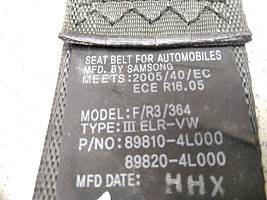 SEAT BELT FOR AUTOMOBILES
MFD. BY SAMSONG
MEETS:2005/40/EC
ECE R16.05
MODEL:F/R3/364
TYPE:III ELR-VW
P/NO:89810-4L000
89820-4L000
MFD DATE: HHX